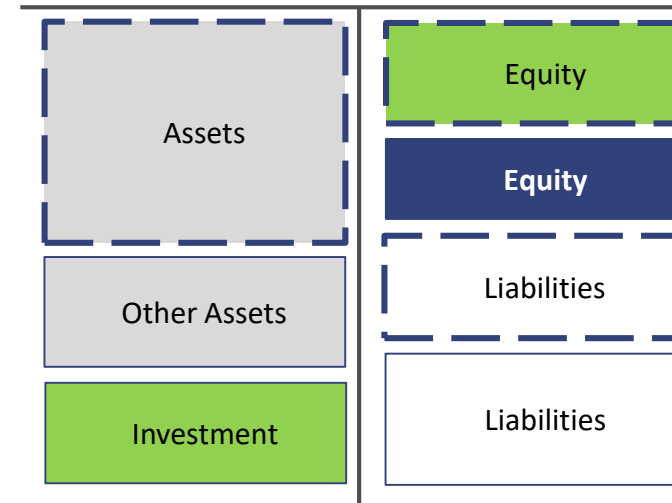 Assets
Other Assets
Investment
Equity
Equity
Liabilities
Liabilities